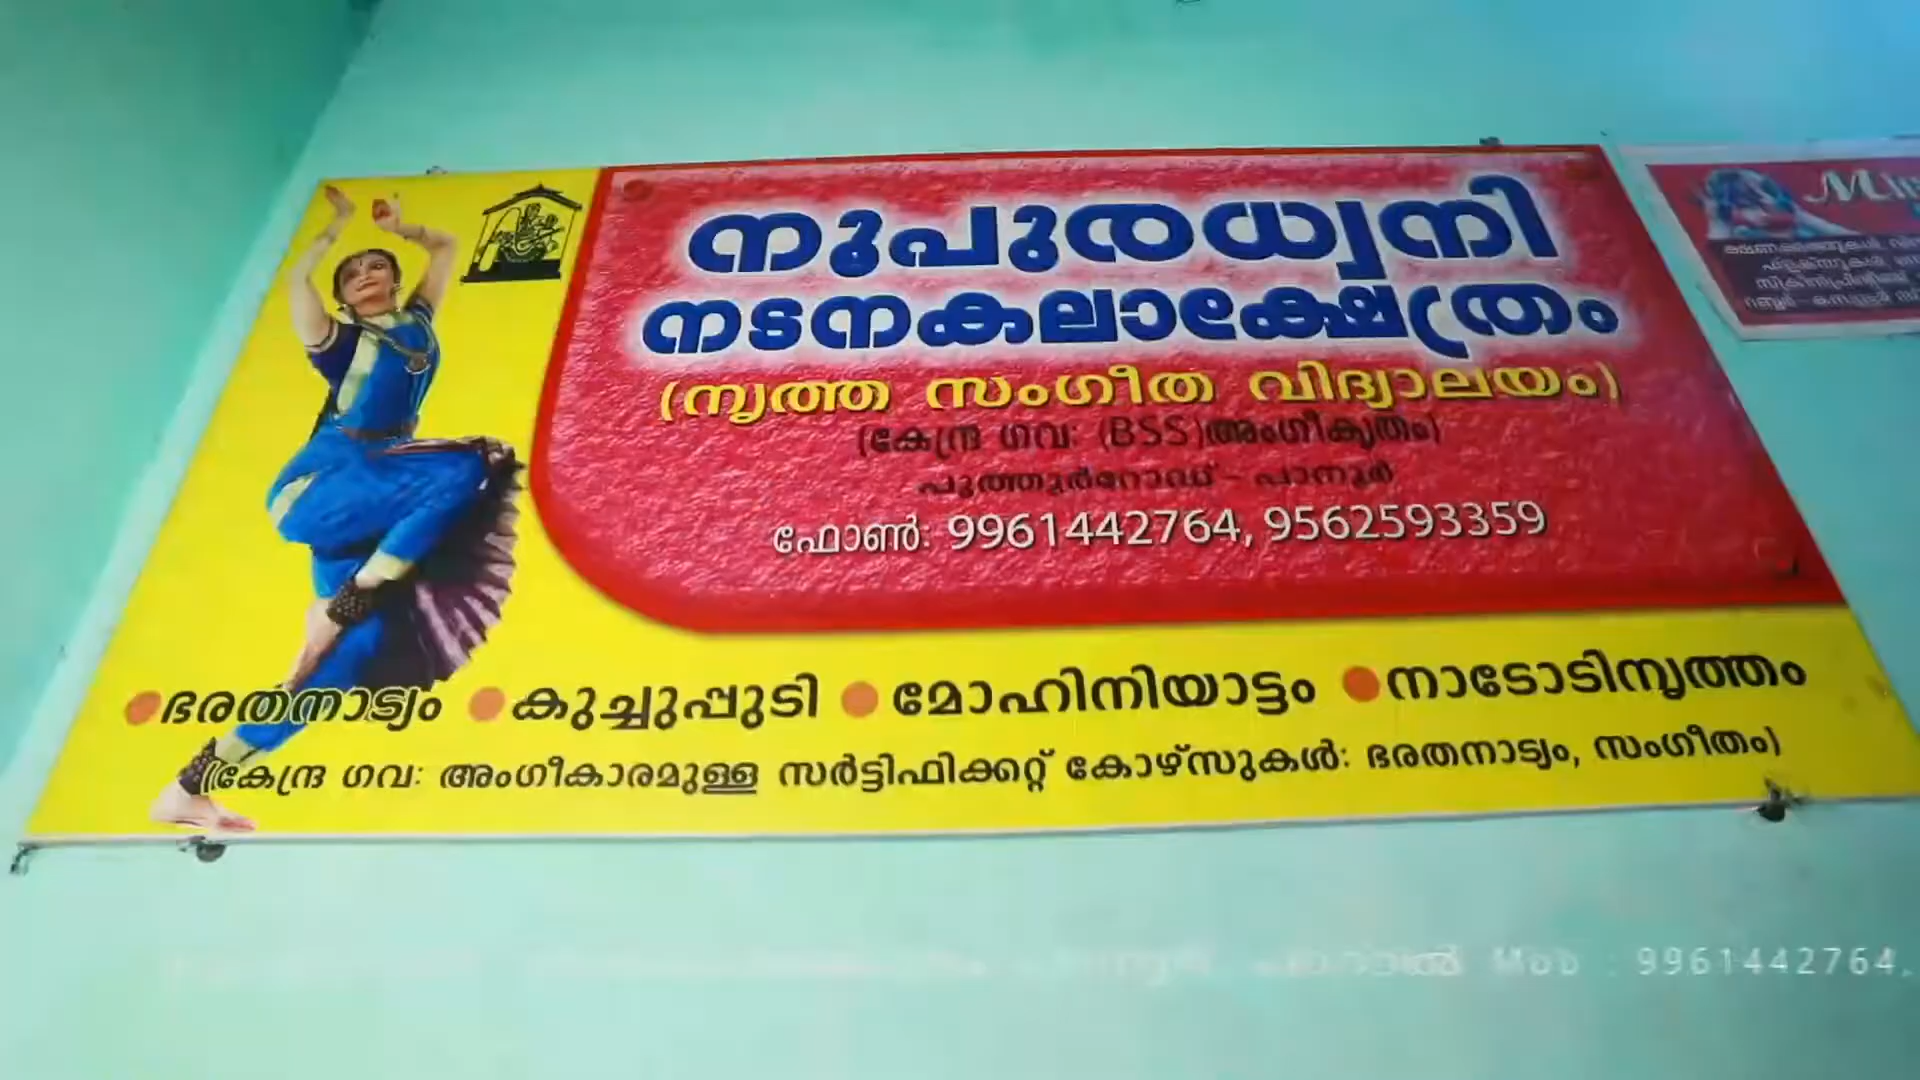 നൂപുരധ്വനി
നടനകലാക്ഷേത്രം
(നൃത്ത സംഗീത വിദ്യാലയം)
(കേന്ദ്ര ഗവ: (BSS)അംഗീകൃതം)
പുത്തൂർറോഡ് - പാനൂർ
ഫോൺ: 9961442764, 9562593359
ഭരതനാട്യം കുച്ചുപ്പുടി മോഹിനിയാട്ടം നാടോടിനൃത്തം
(കേന്ദ്ര ഗവ: അംഗീകാരമുള്ള സർട്ടിഫിക്കറ്റ് കോഴ്സുകൾ: ഭരതനാട്യം, സംഗീതം)
Mob : 9961442764,